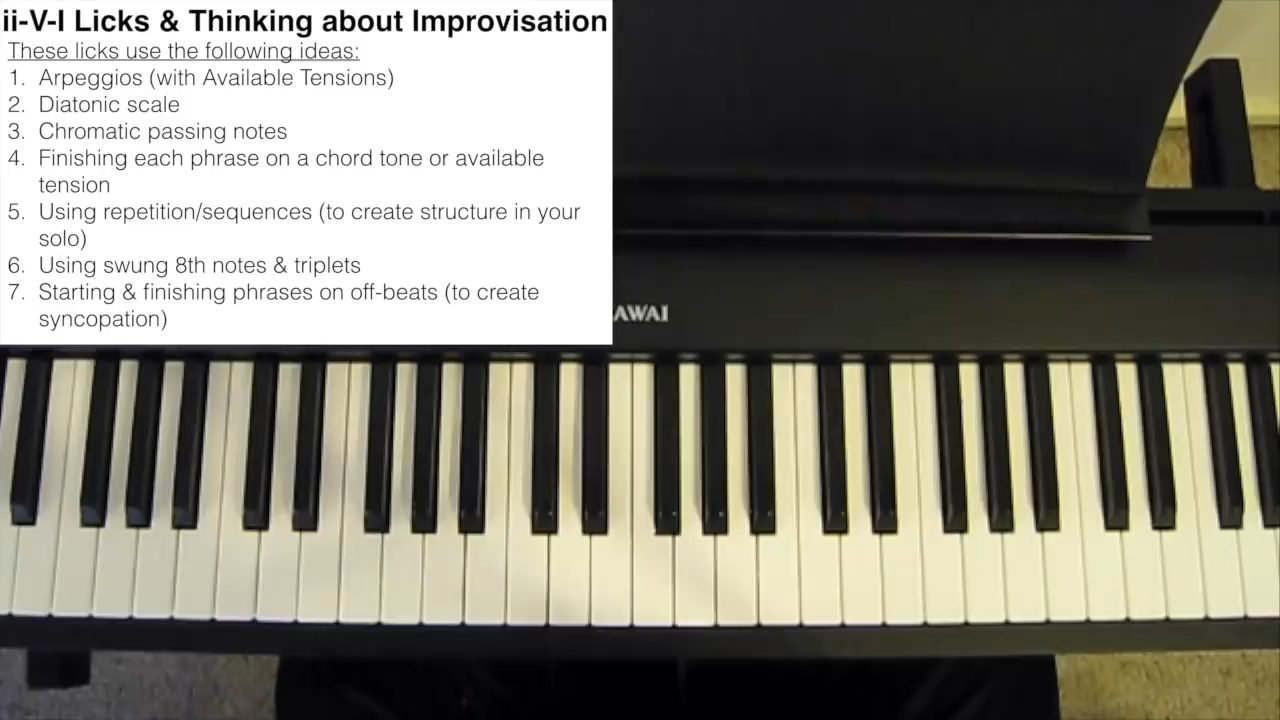 ii-V-I Licks & Thinking about Improvisation
These licks use the following ideas:
1. Arpeggios (with Available Tensions)
2. Diatonic scale
3. Chromatic passing notes
4. Finishing each phrase on a chord tone or available
tension
5. Using repetition/sequences (to create structure in your
solo)
6. Using swung 8th notes & triplets
7. Starting & finishing phrases on off-beats (to create
syncopation)
AWAI